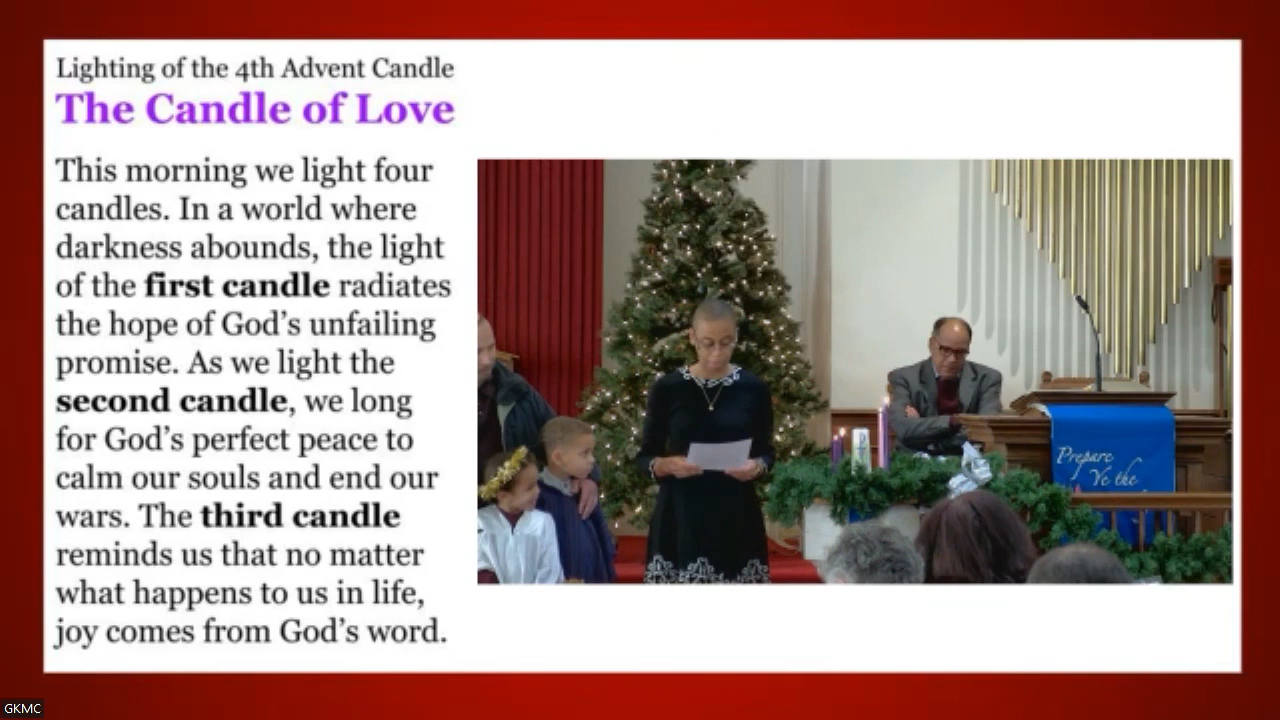 Lighting of the 4th Advent Candle
The Candle of Love
This morning we light four
candles. In a world where
darkness abounds, the light
of the first candle radiates
the hope of God’s unfailing
promise. As we light the
second candle, we long
for God’s perfect peace to
calm our souls and end our
wars. The third candle
reminds us that no matter
what happens to us in life,
joy comes from God’s word.
Prepare
Ye the
GKMC